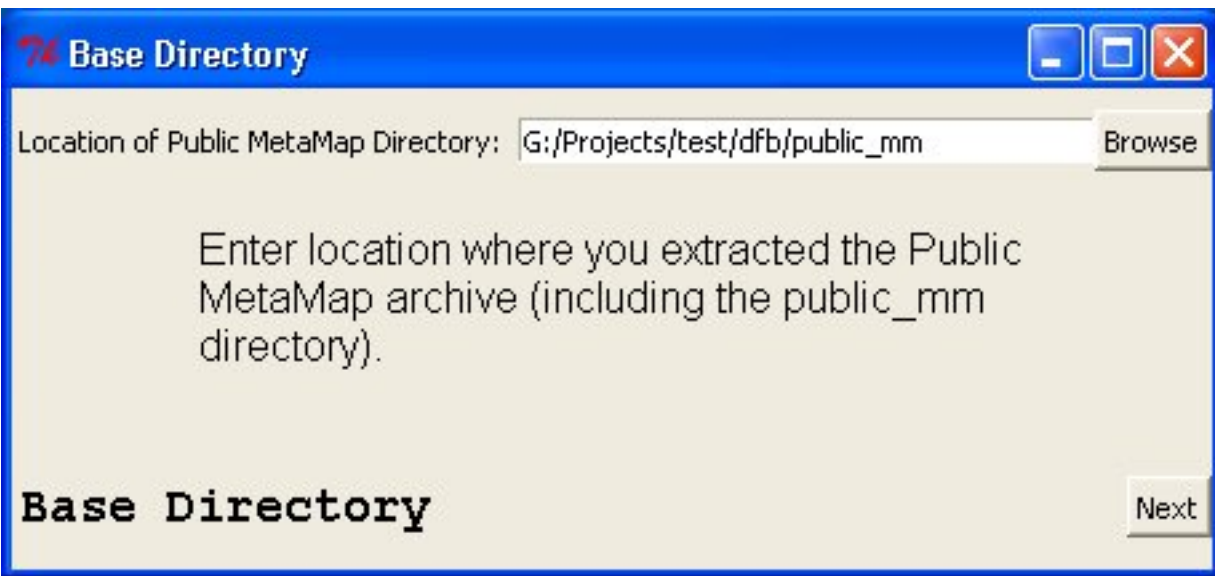 Base Directory
Location of Public MetaMap Directory: G:/Projects/test/dfb/public_mm Browse
Enter location where you extracted the Public
MetaMap archive (including the public_mm
directory).
Base Directory Next